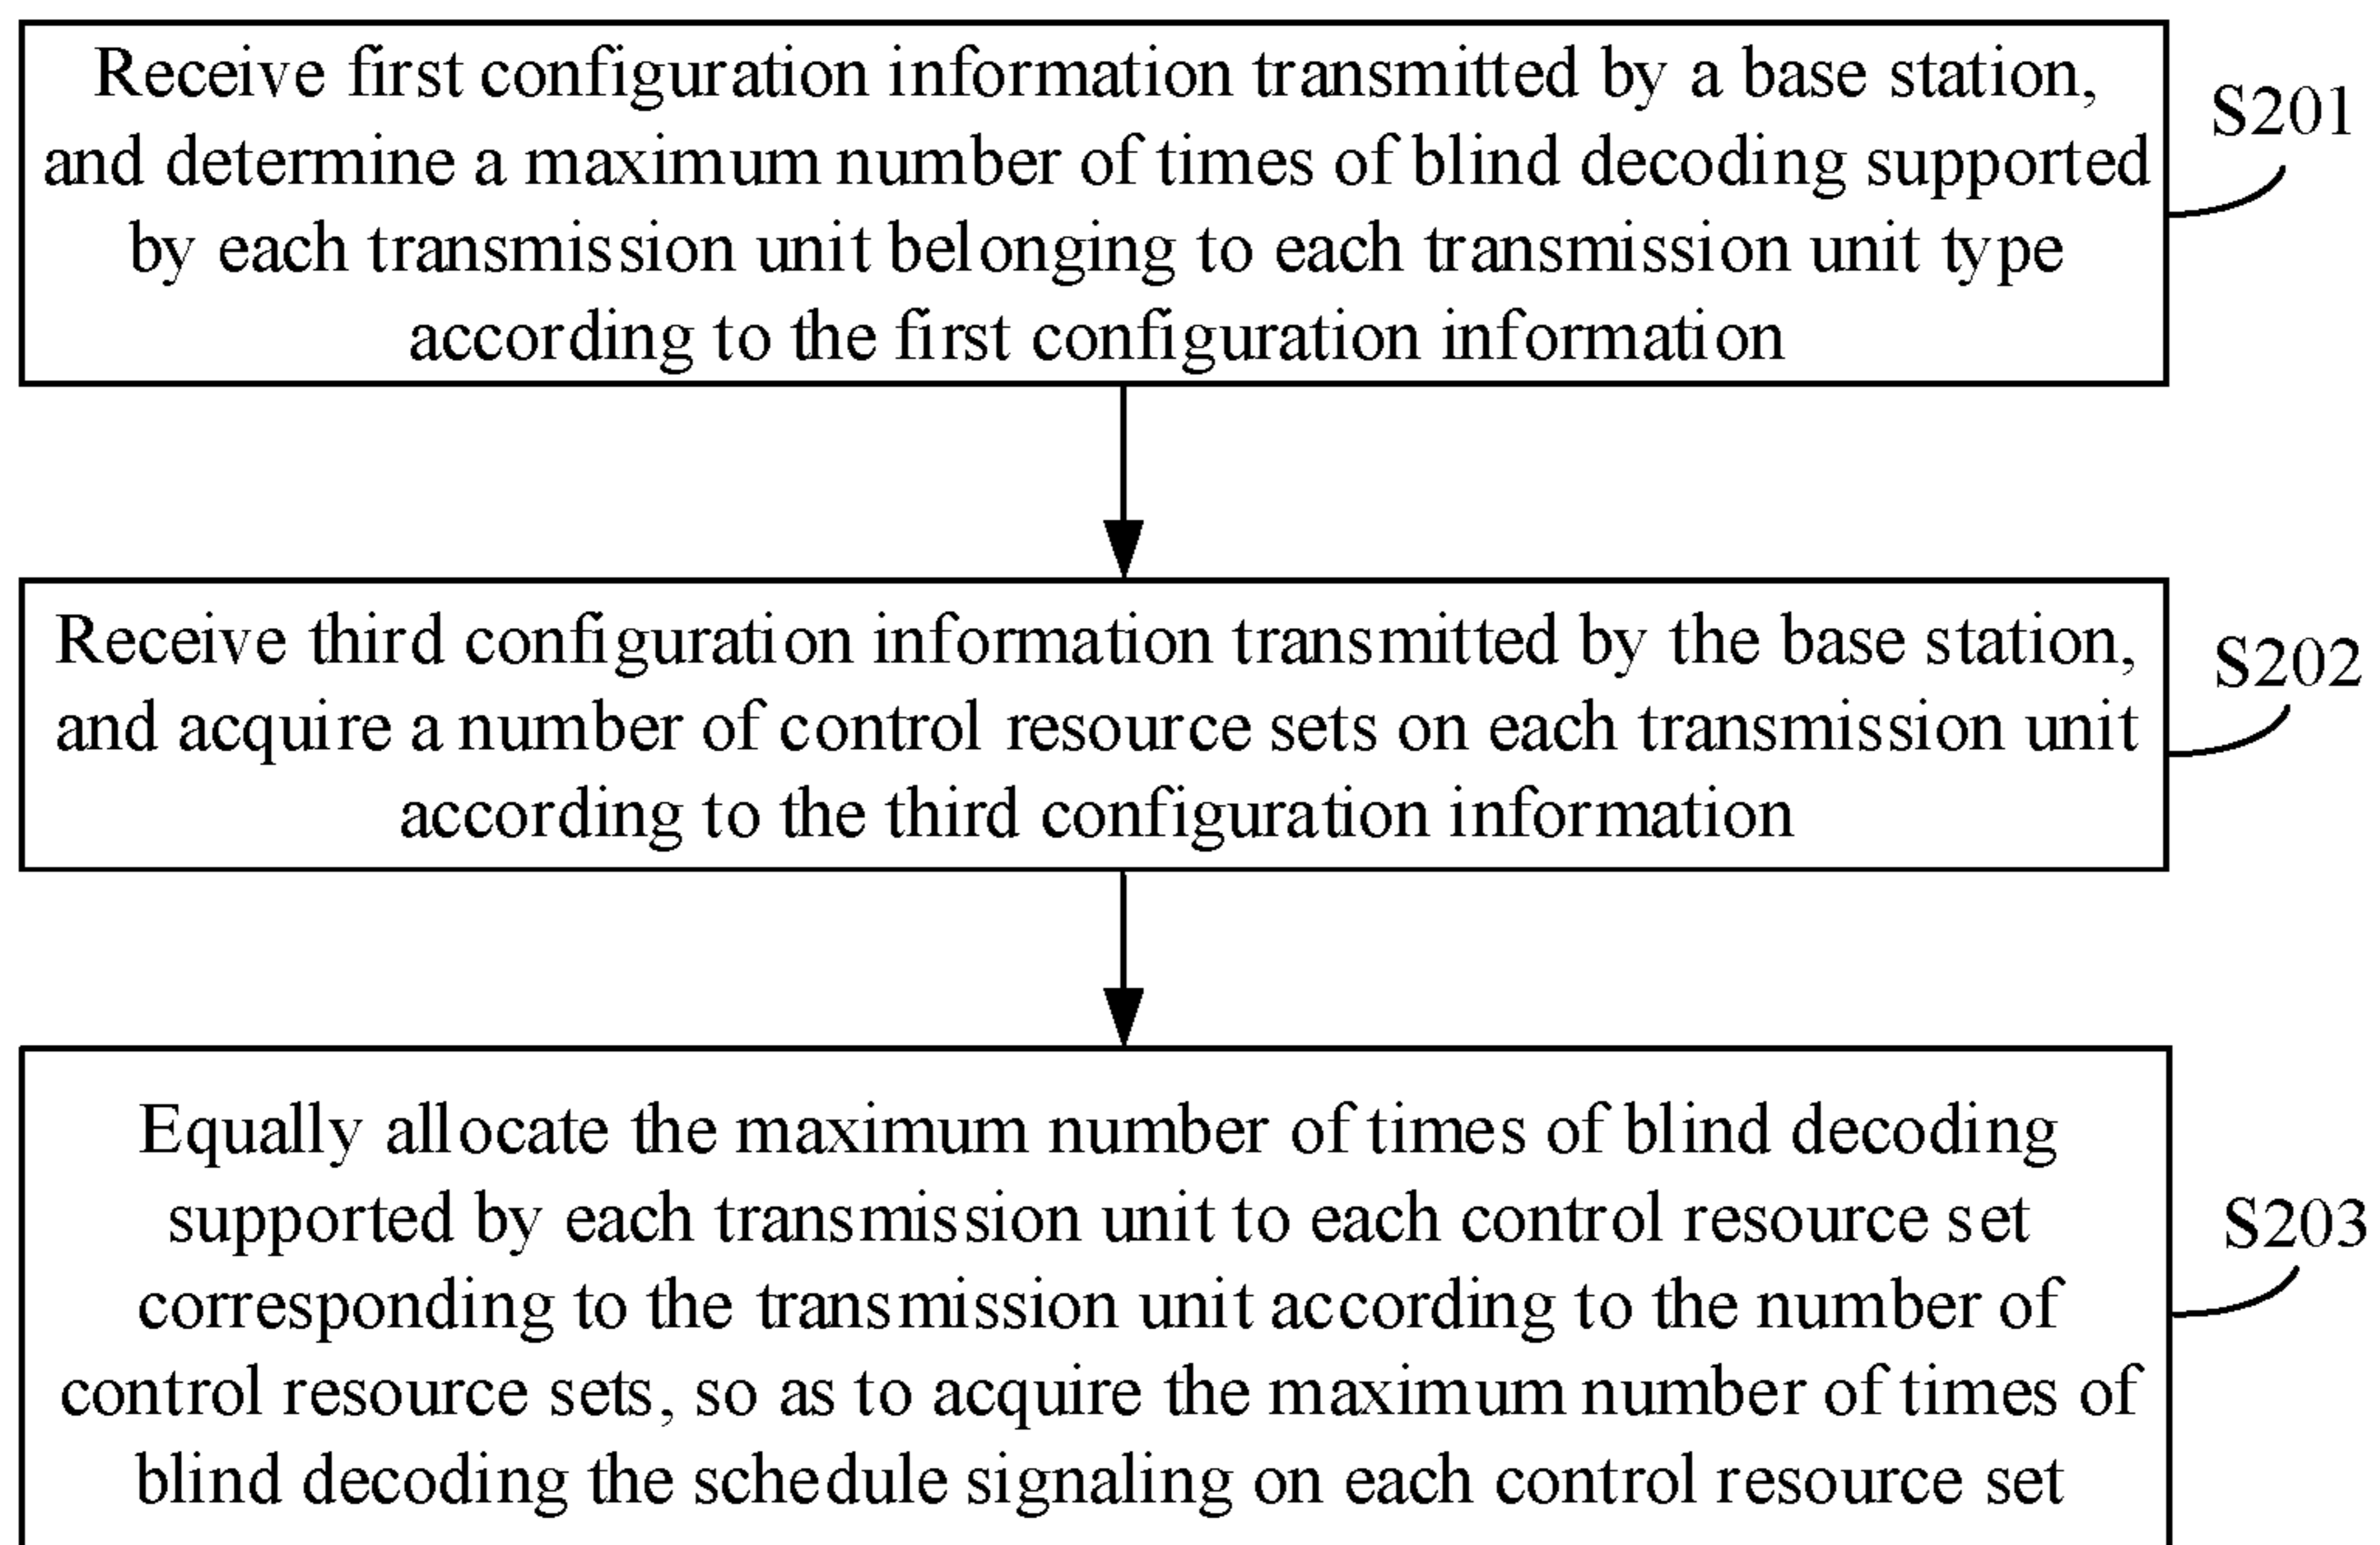 Receive first configuration information transmitted by a base station,
and determine a maximum number of times of blind decoding supported
by each transmission unit belonging to each transmission unit type
according to the first configuration information
S201
Receive third configuration information transmitted by the base station,
and acquire a number of control resource sets on each transmission unit
according to the third configuration information
S202
Equally allocate the maximum number of times of blind decoding
supported by each transmission unit to each control resource set
corresponding to the transmission unit according to the number of
control resource sets, so as to acquire the maximum number of times of
blind decoding the schedule signaling on each control resource set
S203